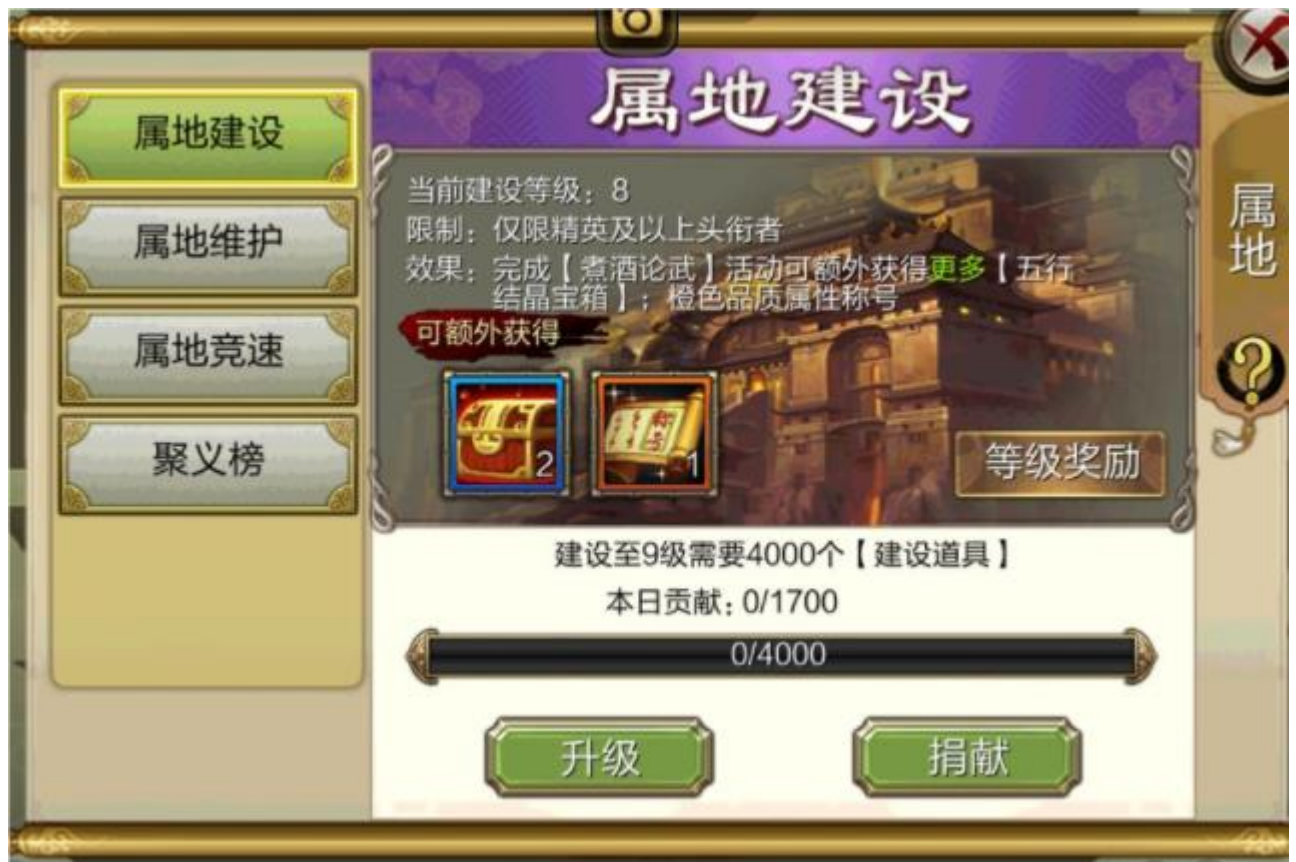 属地建设
属地建设
属地维护
属地竞速
聚义榜
当前建设等级：8
限制：仅限精英及以上头衔者
效果：完成【煮酒论武】活动可额外获得更多【五行
结晶宝箱】；橙色品质属性称号
可额外获得
2
称号
1
等级奖励
建设至9级需要4000个【建设道具】
本日贡献：0/1700
0/4000
升级
捐献
属地
?